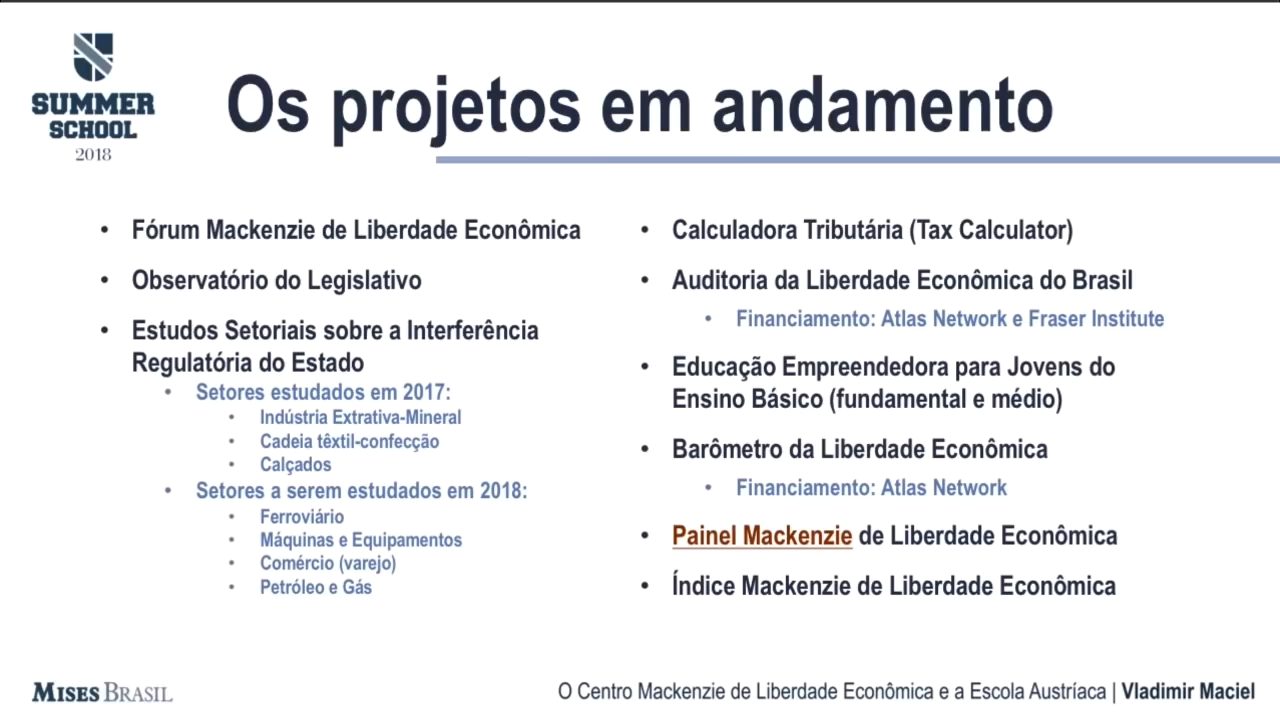 SUMMER
SCHOOL
2018
Os projetos em andamento
• Fórum Mackenzie de Liberdade Econômica
• Observatório do Legislativo
• Estudos Setoriais sobre a Interferência
Regulatória do Estado
• Setores estudados em 2017:
• Indústria Extrativa-Mineral
• Cadeia têxtil-confecção
• Calçados
• Setores a serem estudados em 2018:
• Ferroviário
• Máquinas e Equipamentos
• Comércio (varejo)
• Petróleo e Gás
• Calculadora Tributária (Tax Calculator)
• Auditoria da Liberdade Econômica do Brasil
• Financiamento: Atlas Network e Fraser Institute
• Educação Empreendedora para Jovens do
Ensino Básico (fundamental e médio)
• Barômetro da Liberdade Econômica
• Financiamento: Atlas Network
• Painel Mackenzie de Liberdade Econômica
• Índice Mackenzie de Liberdade Econômica
MISES BRASIL
O Centro Mackenzie de Liberdade Econômica e a Escola Austríaca | Vladimir Maciel